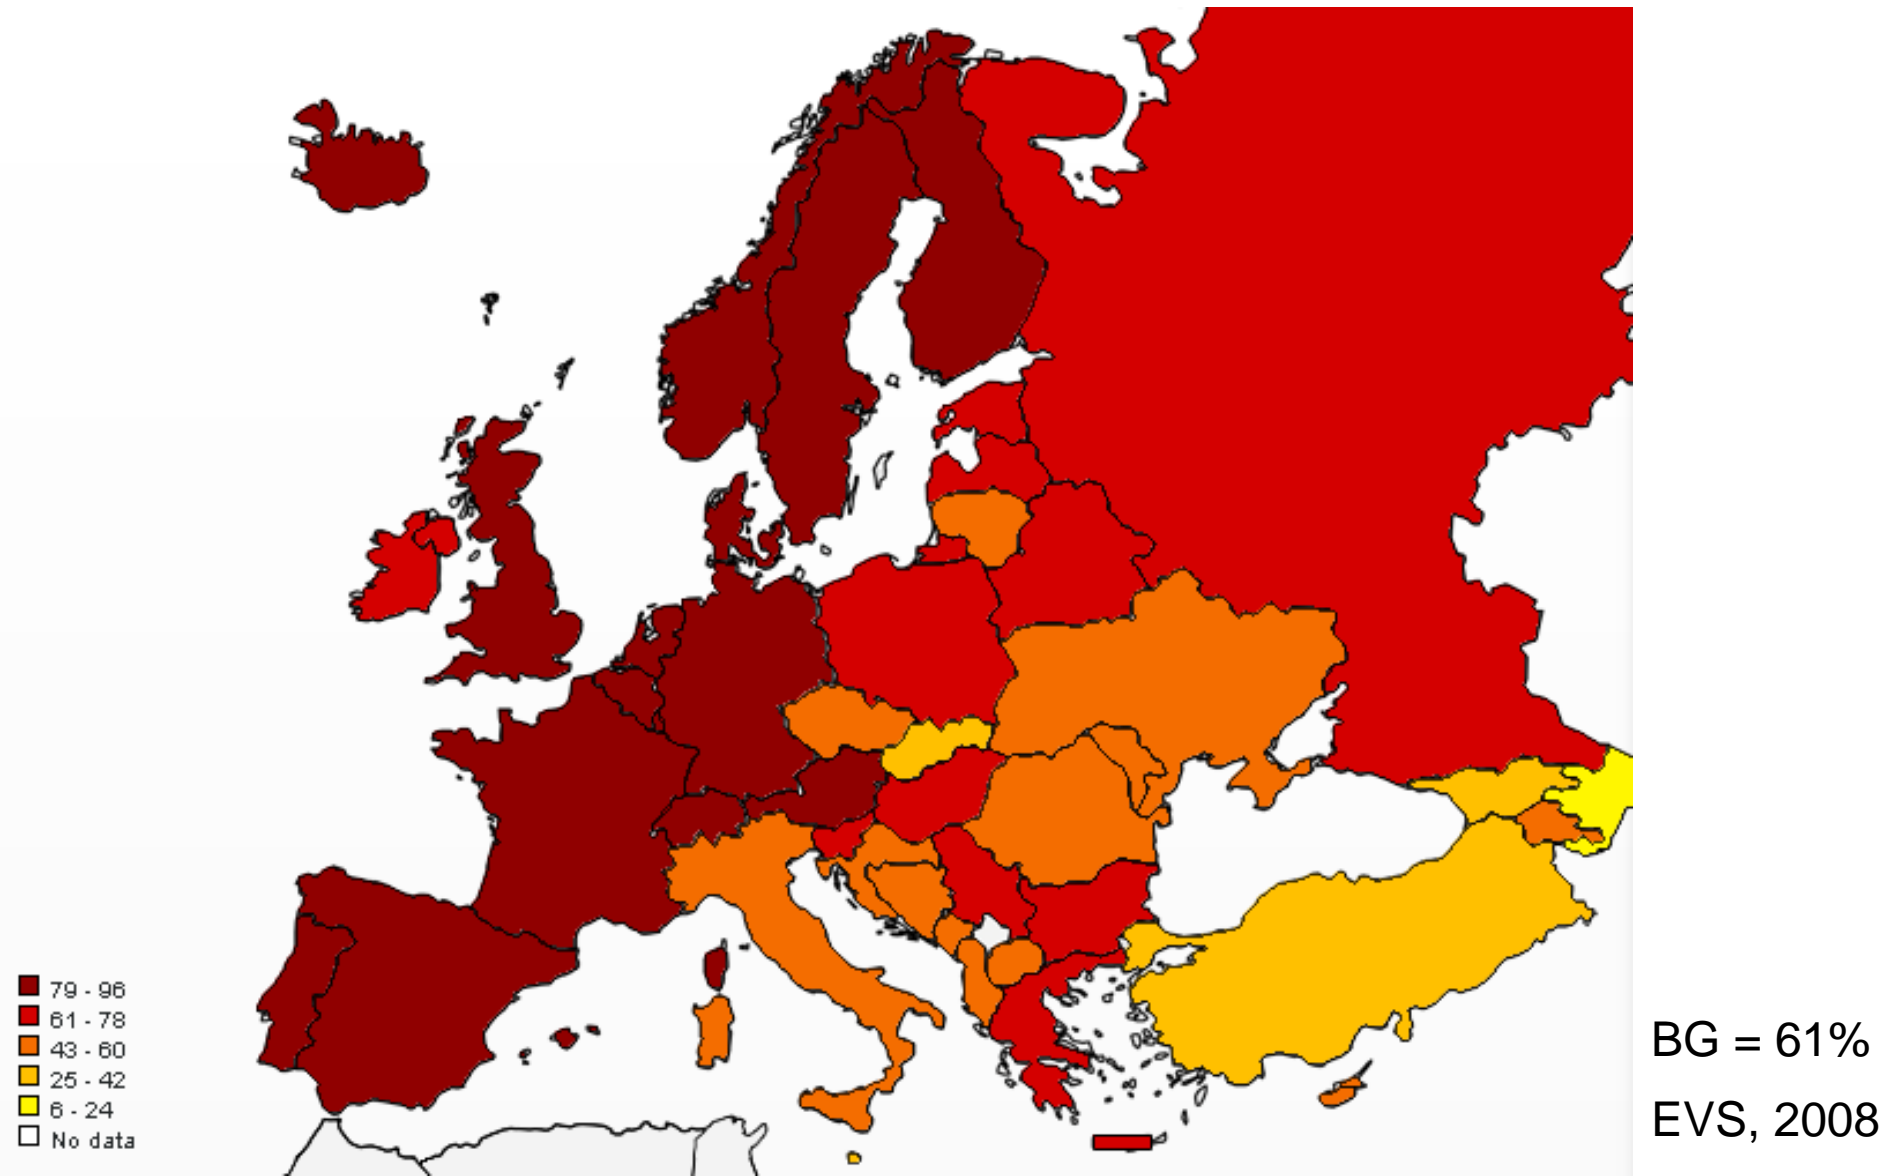 79 - 96
61 - 78
43 - 60
25 - 42
6 - 24
No data
BG = 61%
EVS, 2008